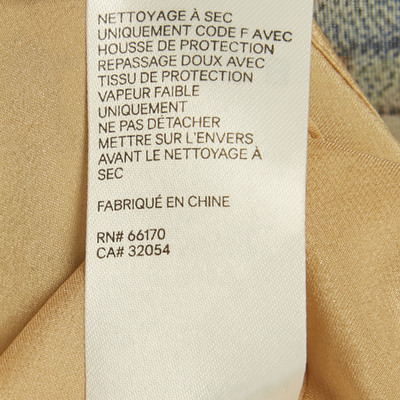 NETTOYAGE À SEC
UNIQUEMENT CODE F AVEC
HOUSSE DE PROTECTION
REPASSAGE DOUX AVEC
TISSU DE PROTECTION
VAPEUR FAIBLE
UNIQUEMENT
NE PAS DÉTACHER
METTRE SUR L'ENVERS
AVANT LE NETTOYAGE À
SEC
FABRIQUÉ EN CHINE
RN# 66170
CA# 32054